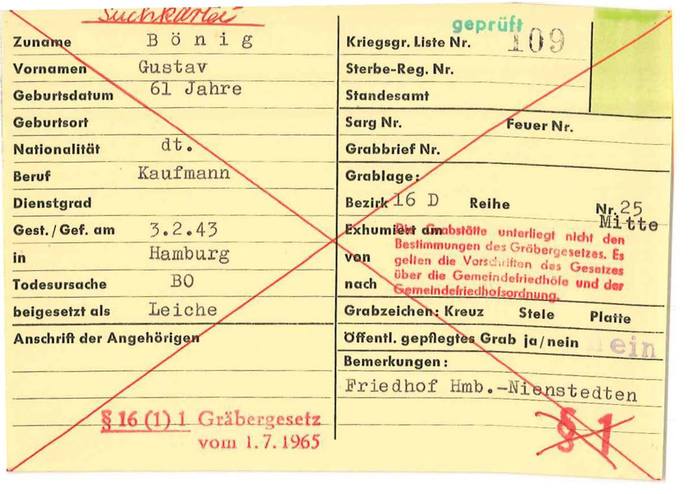 Suchkartei
geprüft
Zuname Bönig
Kriegsgr. Liste Nr. 109
Vornamen Gustav
Sterbe-Reg. Nr.
Geburtsdatum 61 Jahre
Standesamt
Geburtsort
Sarg Nr. Feuer Nr.
Nationalität dt.
Grabbrief Nr.
Beruf Kaufmann
Grablage:
Dienstgrad
Bezirk 16 D Reihe Nr. 25
Mitte
Gest./Gef. am 3.2.43
Exhumiert am
in Hamburg
von
Todesursache BO
nach
Die Grabstätte unterliegt nicht den
Bestimmungen des Gräbergesetzes. Es
gelten die Vorschriften des Gesetzes
über die Gemeindefriedhöfe und der
Gemeindefriedhofsordnung.
beigesetzt als Leiche
Grabzeichen: Kreuz Stele Platte
Anschrift der Angehörigen
Öffentl. gepflegtes Grab ja/nein ein
Bemerkungen:
Friedhof Hmb.-Nienstedten
§ 16 (1) 1 Gräbergesetz
vom 1.7.1965
§ 1